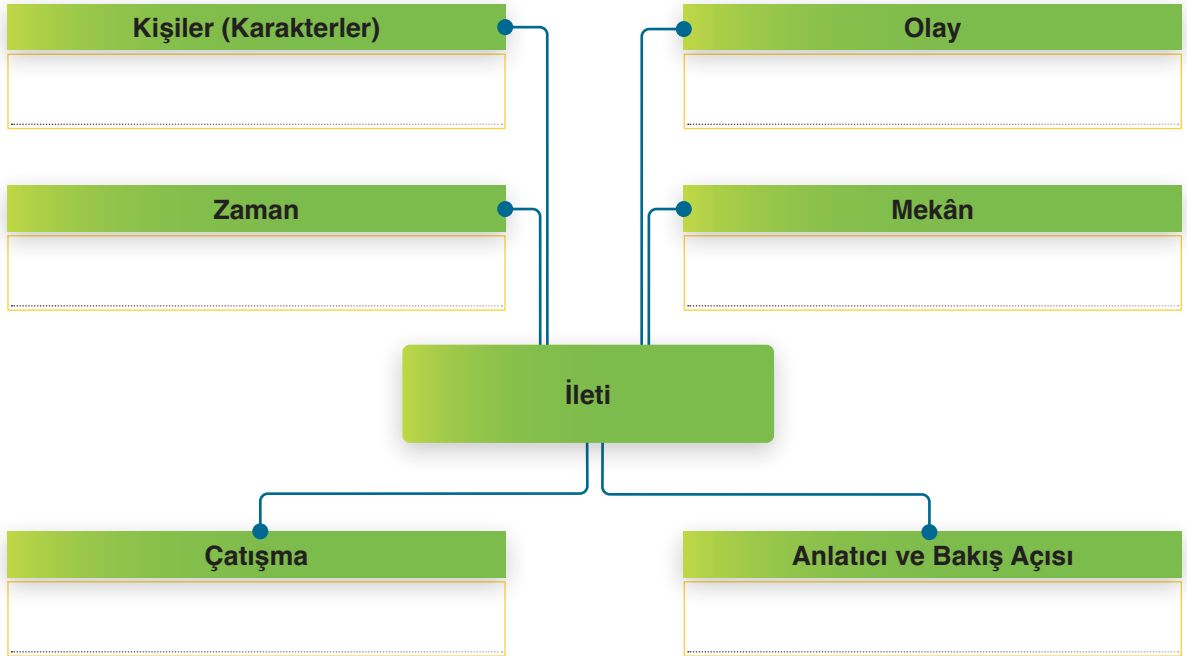 Kişiler (Karakterler)
Olay
Zaman
Mekân
İleti
Çatışma
Anlatıcı ve Bakış Açısı